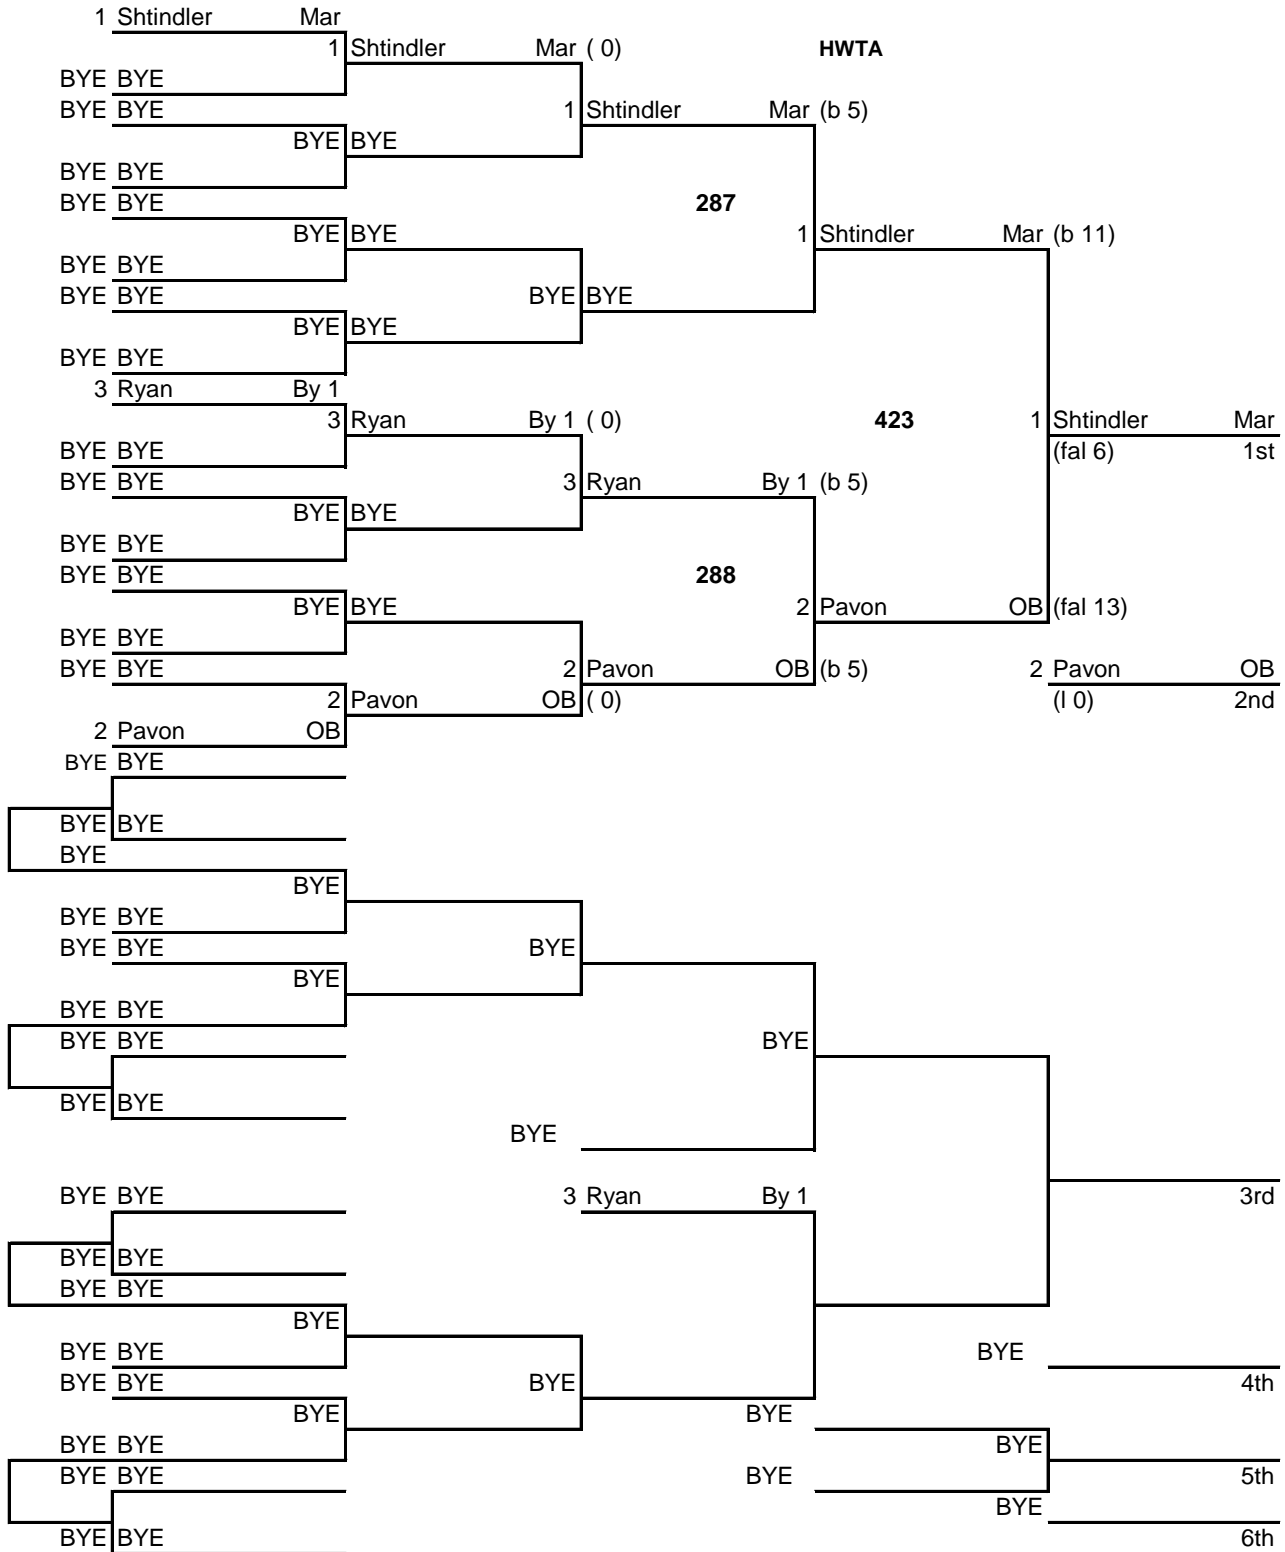 1 Shtindler Mar
1 Shtindler Mar ( 0) HWTA
BYE BYE
BYE BYE 1 Shtindler Mar (b 5)
BYE BYE
BYE BYE
BYE BYE 287
BYE BYE 1 Shtindler Mar (b 11)
BYE BYE
BYE BYE BYE BYE
BYE BYE
BYE BYE
3 Ryan By 1
3 Ryan By 1 ( 0) 423 1 Shtindler Mar
BYE BYE (fal 6) 1st
BYE BYE 3 Ryan By 1 (b 5)
BYE BYE
BYE BYE
BYE BYE 288
BYE BYE 2 Pavon OB (fal 13)
BYE BYE
BYE BYE 2 Pavon OB (b 5) 2 Pavon OB
2 Pavon OB ( 0) (l 0) 2nd
2 Pavon OB
BYE BYE
BYE BYE
BYE
BYE
BYE BYE
BYE BYE BYE
BYE
BYE BYE
BYE BYE BYE
BYE BYE
BYE
BYE BYE 3 Ryan By 1 3rd
BYE BYE
BYE BYE
BYE
BYE BYE BYE
BYE BYE BYE 4th
BYE BYE
BYE BYE BYE
BYE BYE BYE 5th
BYE
BYE BYE 6th